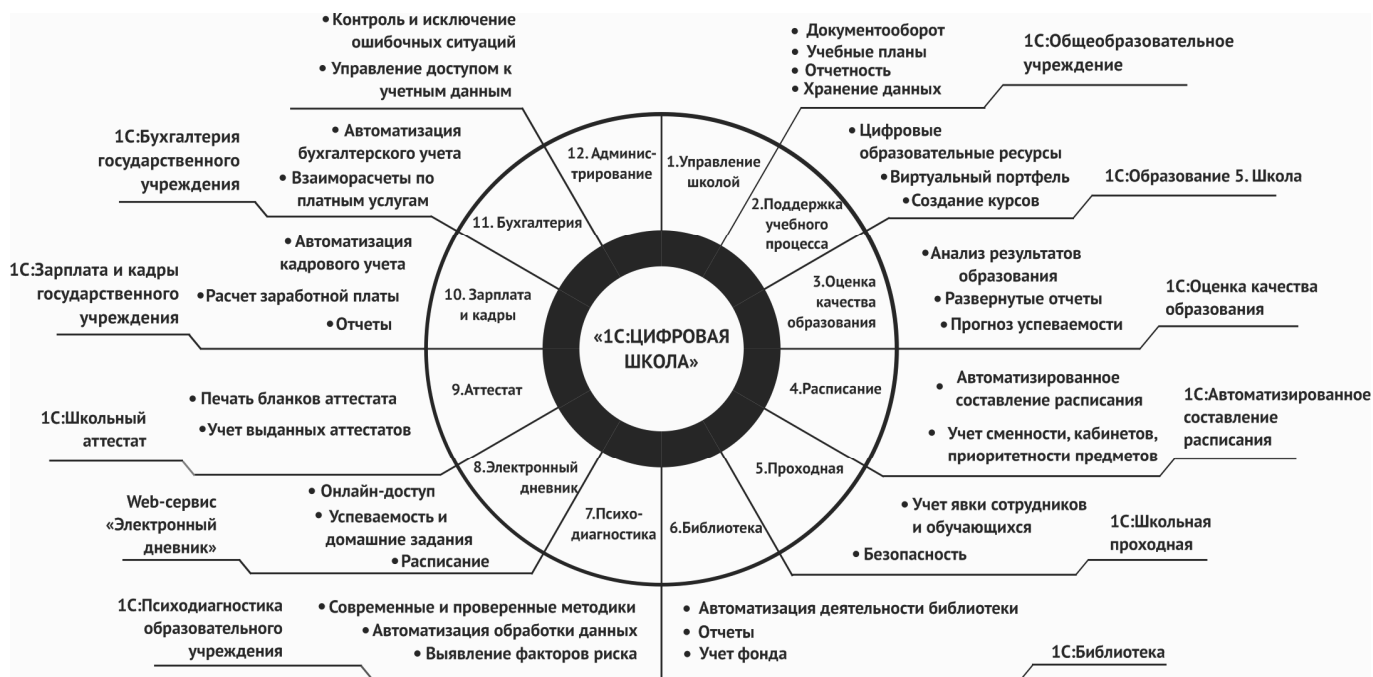 • Контроль и исключение
ошибочных ситуаций
• Управление доступом к
учетным данным
• Документооборот
• Учебные планы
• Отчетность
• Хранение данных
1С:Общеобразовательное
учреждение
1С:Бухгалтерия
государственного
учреждения
• Автоматизация
бухгалтерского учета
• Взаиморасчеты по
платным услугам
12. Админис-
трирование
1.Управление
школой
• Цифровые
образовательные ресурсы
• Виртуальный портфель
• Создание курсов
1С:Образование 5. Школа
11. Бухгалтерия
2.Поддержка
учебного
процесса
1С:Зарплата и кадры
государственного
учреждения
• Автоматизация
кадрового учета
• Расчет заработной платы
• Отчеты
10. Зарплата
и кадры
«1С:ЦИФРОВАЯ
ШКОЛА»
3.Оценка
качества
образования
• Анализ результатов
образования
• Развернутые отчеты
• Прогноз успеваемости
1С:Оценка качества
образования
1С:Школьный
аттестат
• Печать бланков аттестата
• Учет выданных аттестатов
9.Аттестат
4.Расписание
• Автоматизированное
составление расписания
• Учет сменности, кабинетов,
приоритетности предметов
1С:Автоматизированное
составление
расписания
Web-сервис
«Электронный
дневник»
• Онлайн-доступ
• Успеваемость и
домашние задания
• Расписание
8.Электронный
дневник
7.Психо-
диагностика
6.Библиотека
5.Проходная
• Учет явки сотрудников
и обучающихся
• Безопасность
1С:Школьная
проходная
1С:Психодиагностика
образовательного
учреждения
• Современные и проверенные методики
• Автоматизация обработки данных
• Выявление факторов риска
• Автоматизация деятельности библиотеки
• Отчеты
• Учет фонда
1С:Библиотека